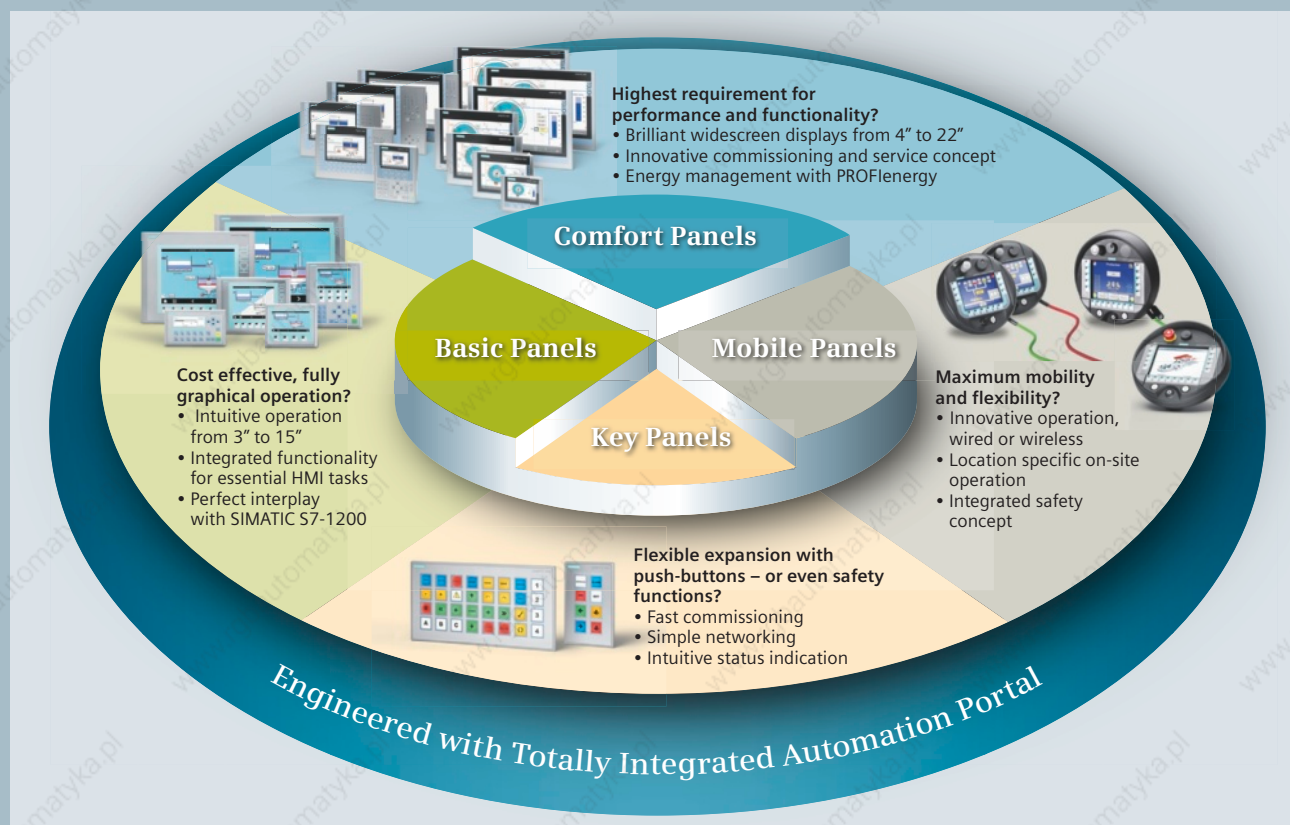 Highest requirement for
performance and functionality?
• Brilliant widescreen displays from 4″ to 22″
• Innovative commissioning and service concept
• Energy management with PROFIenergy
Comfort Panels
Basic Panels
Mobile Panels
Key Panels
Cost effective, fully
graphical operation?
• Intuitive operation
from 3″ to 15″
• Integrated functionality
for essential HMI tasks
• Perfect interplay
with SIMATIC S7-1200
Maximum mobility
and flexibility?
• Innovative operation,
wired or wireless
• Location specific on-site
operation
• Integrated safety
concept
Flexible expansion with
push-buttons – or even safety
functions?
• Fast commissioning
• Simple networking
• Intuitive status indication
Engineered with Totally Integrated Automation Portal
www.rgbautomatyka.pl